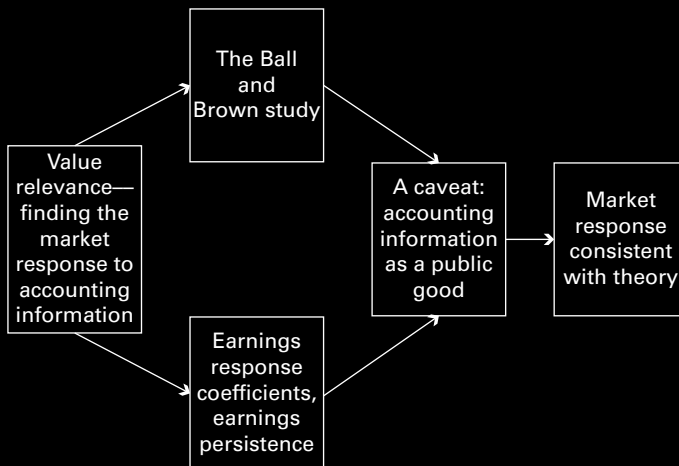 The Ball
and
Brown study
Value
relevance—
finding the
market
response to
accounting
information
A caveat:
accounting
information
as a public
good
Market
response
consistent
with theory
Earnings
response
coefficients,
earnings
persistence